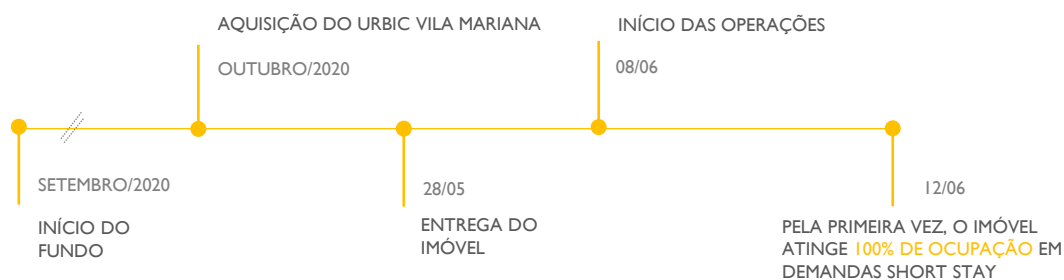 AQUISIÇÃO DO URBIC VILA MARIANA
OUTUBRO/2020
INÍCIO DAS OPERAÇÕES
08/06
SETEMBRO/2020
INÍCIO DO
FUNDO
28/05
ENTREGA DO
IMÓVEL
12/06
PELA PRIMEIRA VEZ, O IMÓVEL
ATINGE 100% DE OCUPAÇÃO EM
DEMANDAS SHORT STAY